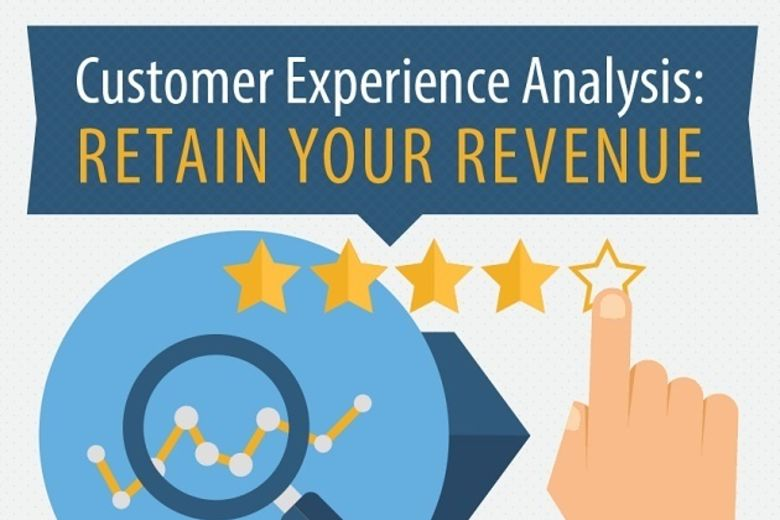 Customer Experience Analysis:
RETAIN YOUR REVENUE